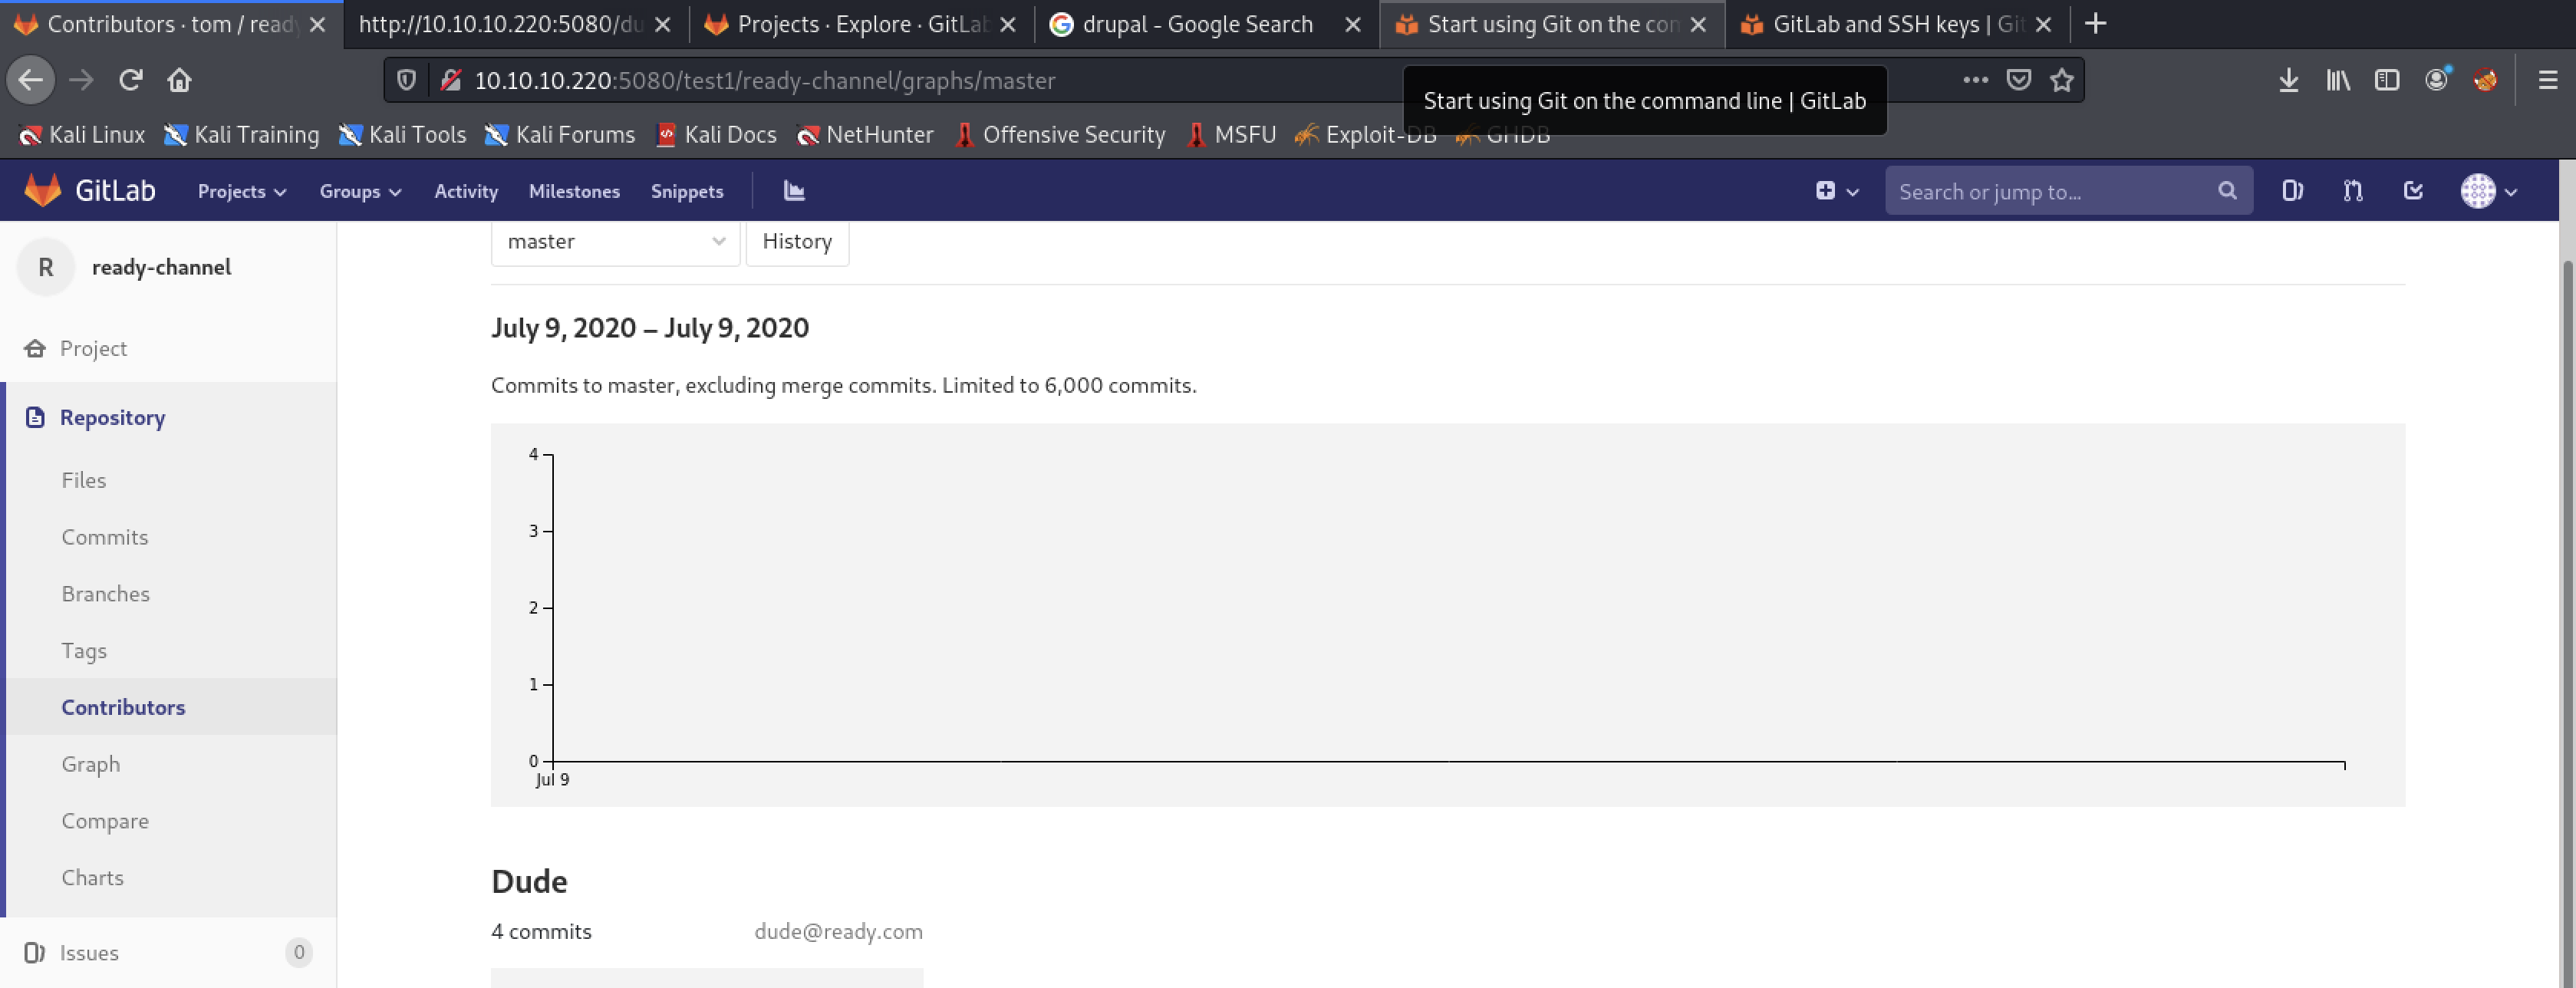 Contributors · tom / ready
http://10.10.10.220:5080/du
Projects · Explore · GitLab
drupal - Google Search
Start using Git on the con
GitLab and SSH keys | Git
10.10.10.220:5080/test1/ready-channel/graphs/master
Start using Git on the command line | GitLab
Kali Linux
Kali Training
Kali Tools
Kali Forums
Kali Docs
NetHunter
Offensive Security
MSFU
Exploit-DB
GHDB
GitLab
Projects
Groups
Activity
Milestones
Snippets
Search or jump to...
R
ready-channel
Project
Repository
Files
Commits
Branches
Tags
Contributors
Graph
Compare
Charts
Issues
0
master
History
July 9, 2020 – July 9, 2020
Commits to master, excluding merge commits. Limited to 6,000 commits.
4
3
2
1
0
Jul 9
Dude
4 commits
dude@ready.com